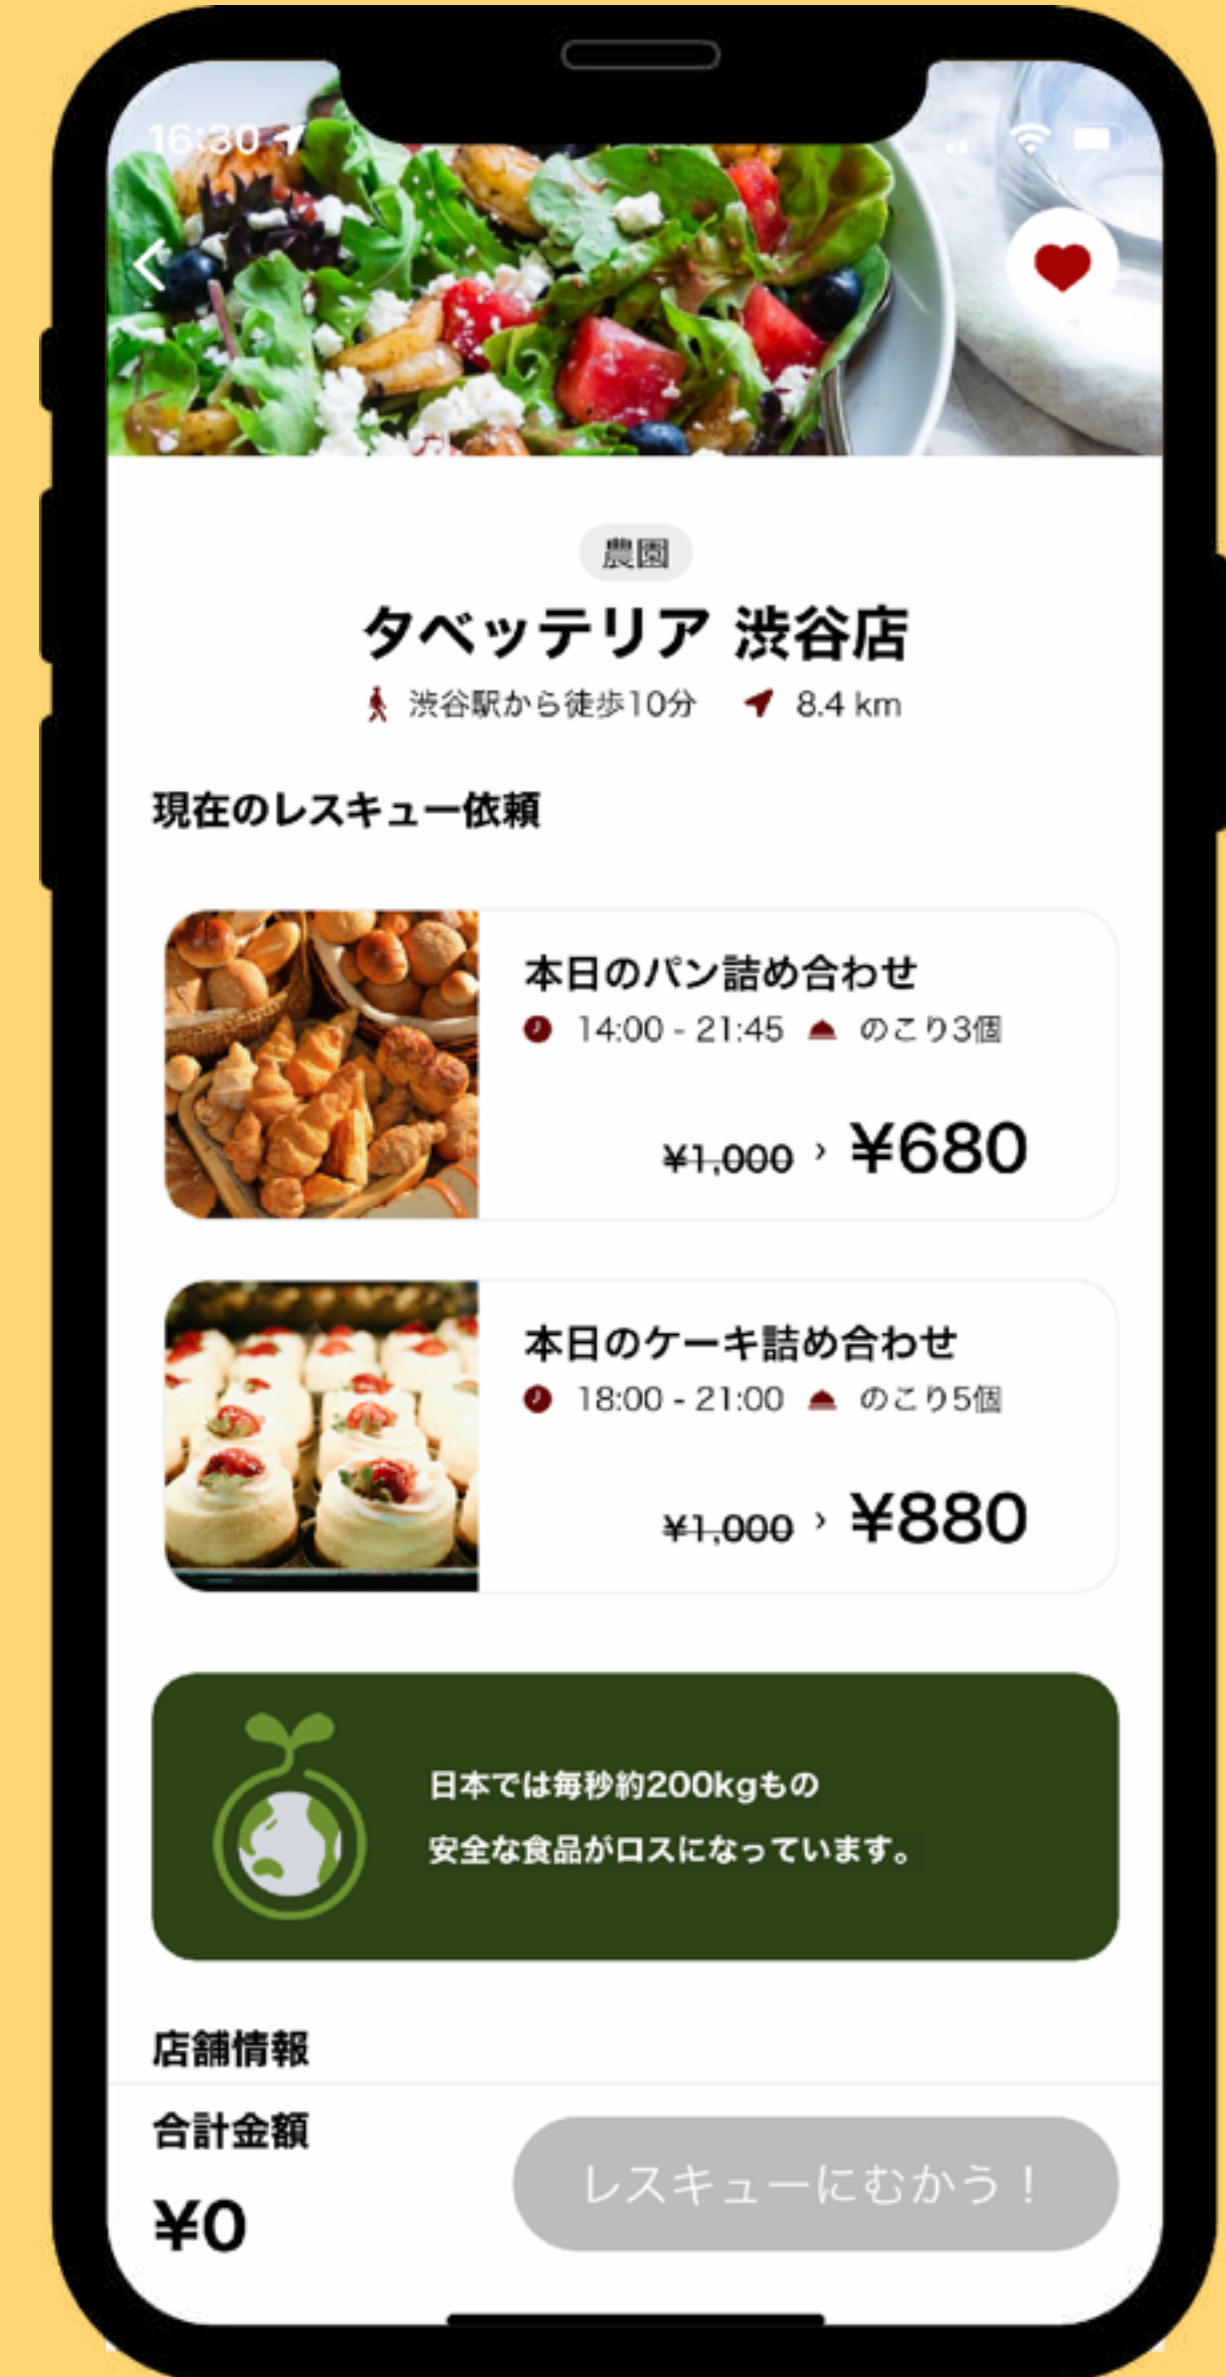 16:30
農園
タベッテリア 渋谷店
渋谷駅から徒歩10分 8.4 km
現在のレスキュー依頼
本日のパン詰め合わせ
14:00 - 21:45 のこり3個
¥1,000 › ¥680
本日のケーキ詰め合わせ
18:00 - 21:00 のこり5個
¥1,000 › ¥880
日本では毎秒約200kgもの
安全な食品がロスになっています。
店舗情報
合計金額
レスキューにむかう！
¥0